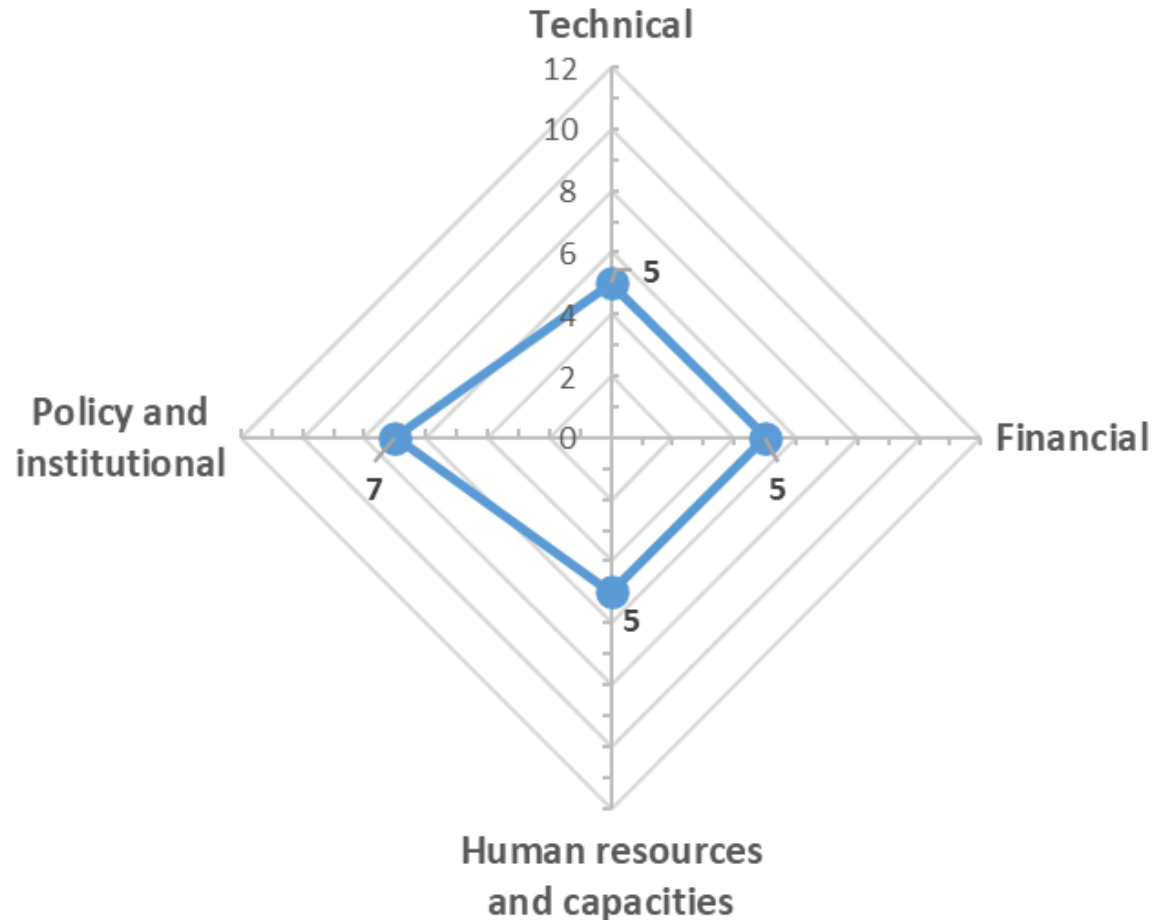 Technical
12
10
8
6
5
4
2
Policy and
institutional
0
Financial
7
5
5
Human resources
and capacities